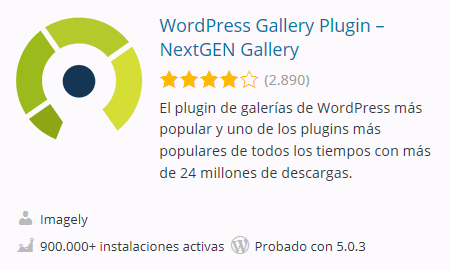 WordPress Gallery Plugin –
NextGEN Gallery
(2.890)
El plugin de galerías de WordPress más
popular y uno de los plugins más
populares de todos los tiempos con más
de 24 millones de descargas.
Imagely
900.000+ instalaciones activas Probado con 5.0.3